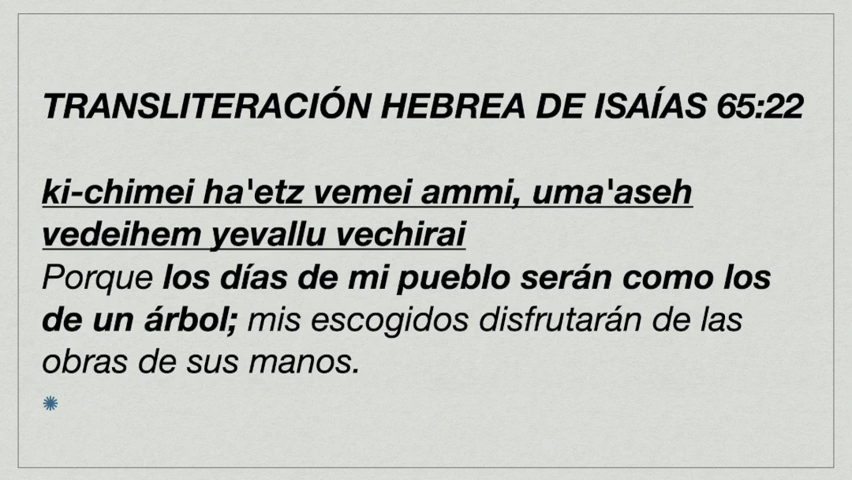 TRANSLITERACIÓN HEBREA DE ISAÍAS 65:22
ki-chimei ha'etz vemei ammi, uma'aseh
vedeihem yevallu vechirai
Porque los días de mi pueblo serán como los
de un árbol; mis escogidos disfrutarán de las
obras de sus manos.